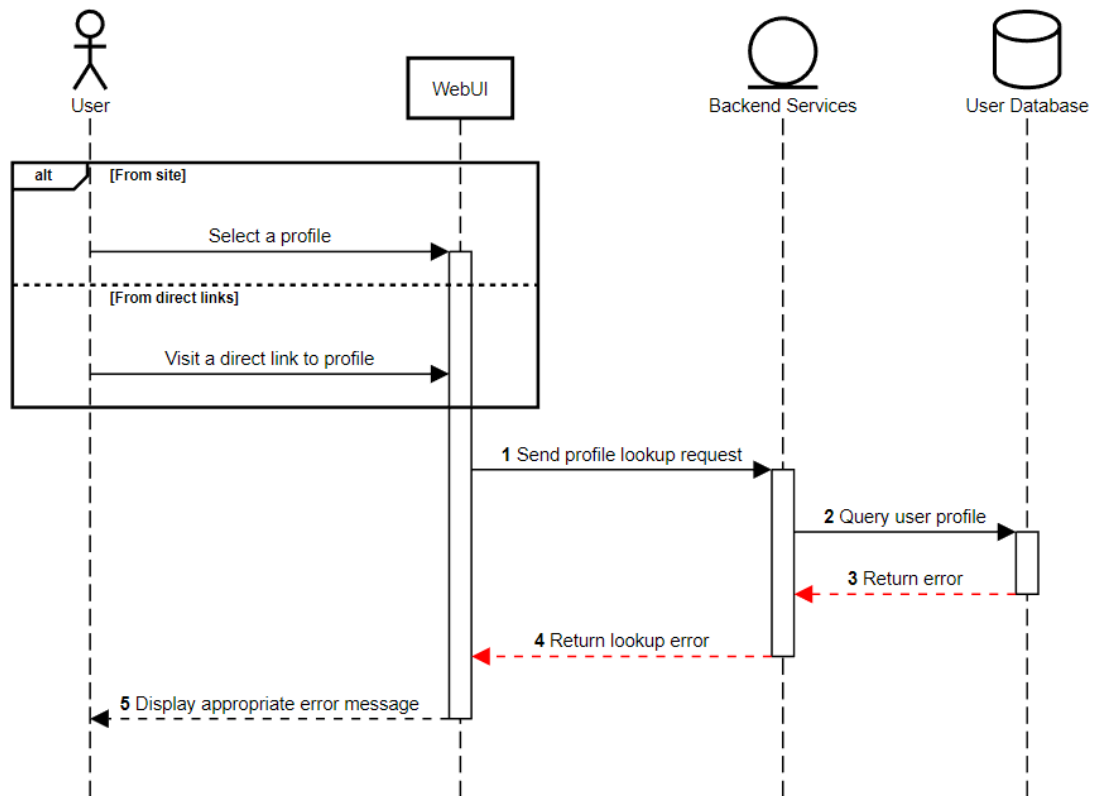 User
WebUI
Backend Services
User Database
alt
[From site]
Select a profile
[From direct links]
Visit a direct link to profile
1 Send profile lookup request
2 Query user profile
3 Return error
4 Return lookup error
5 Display appropriate error message